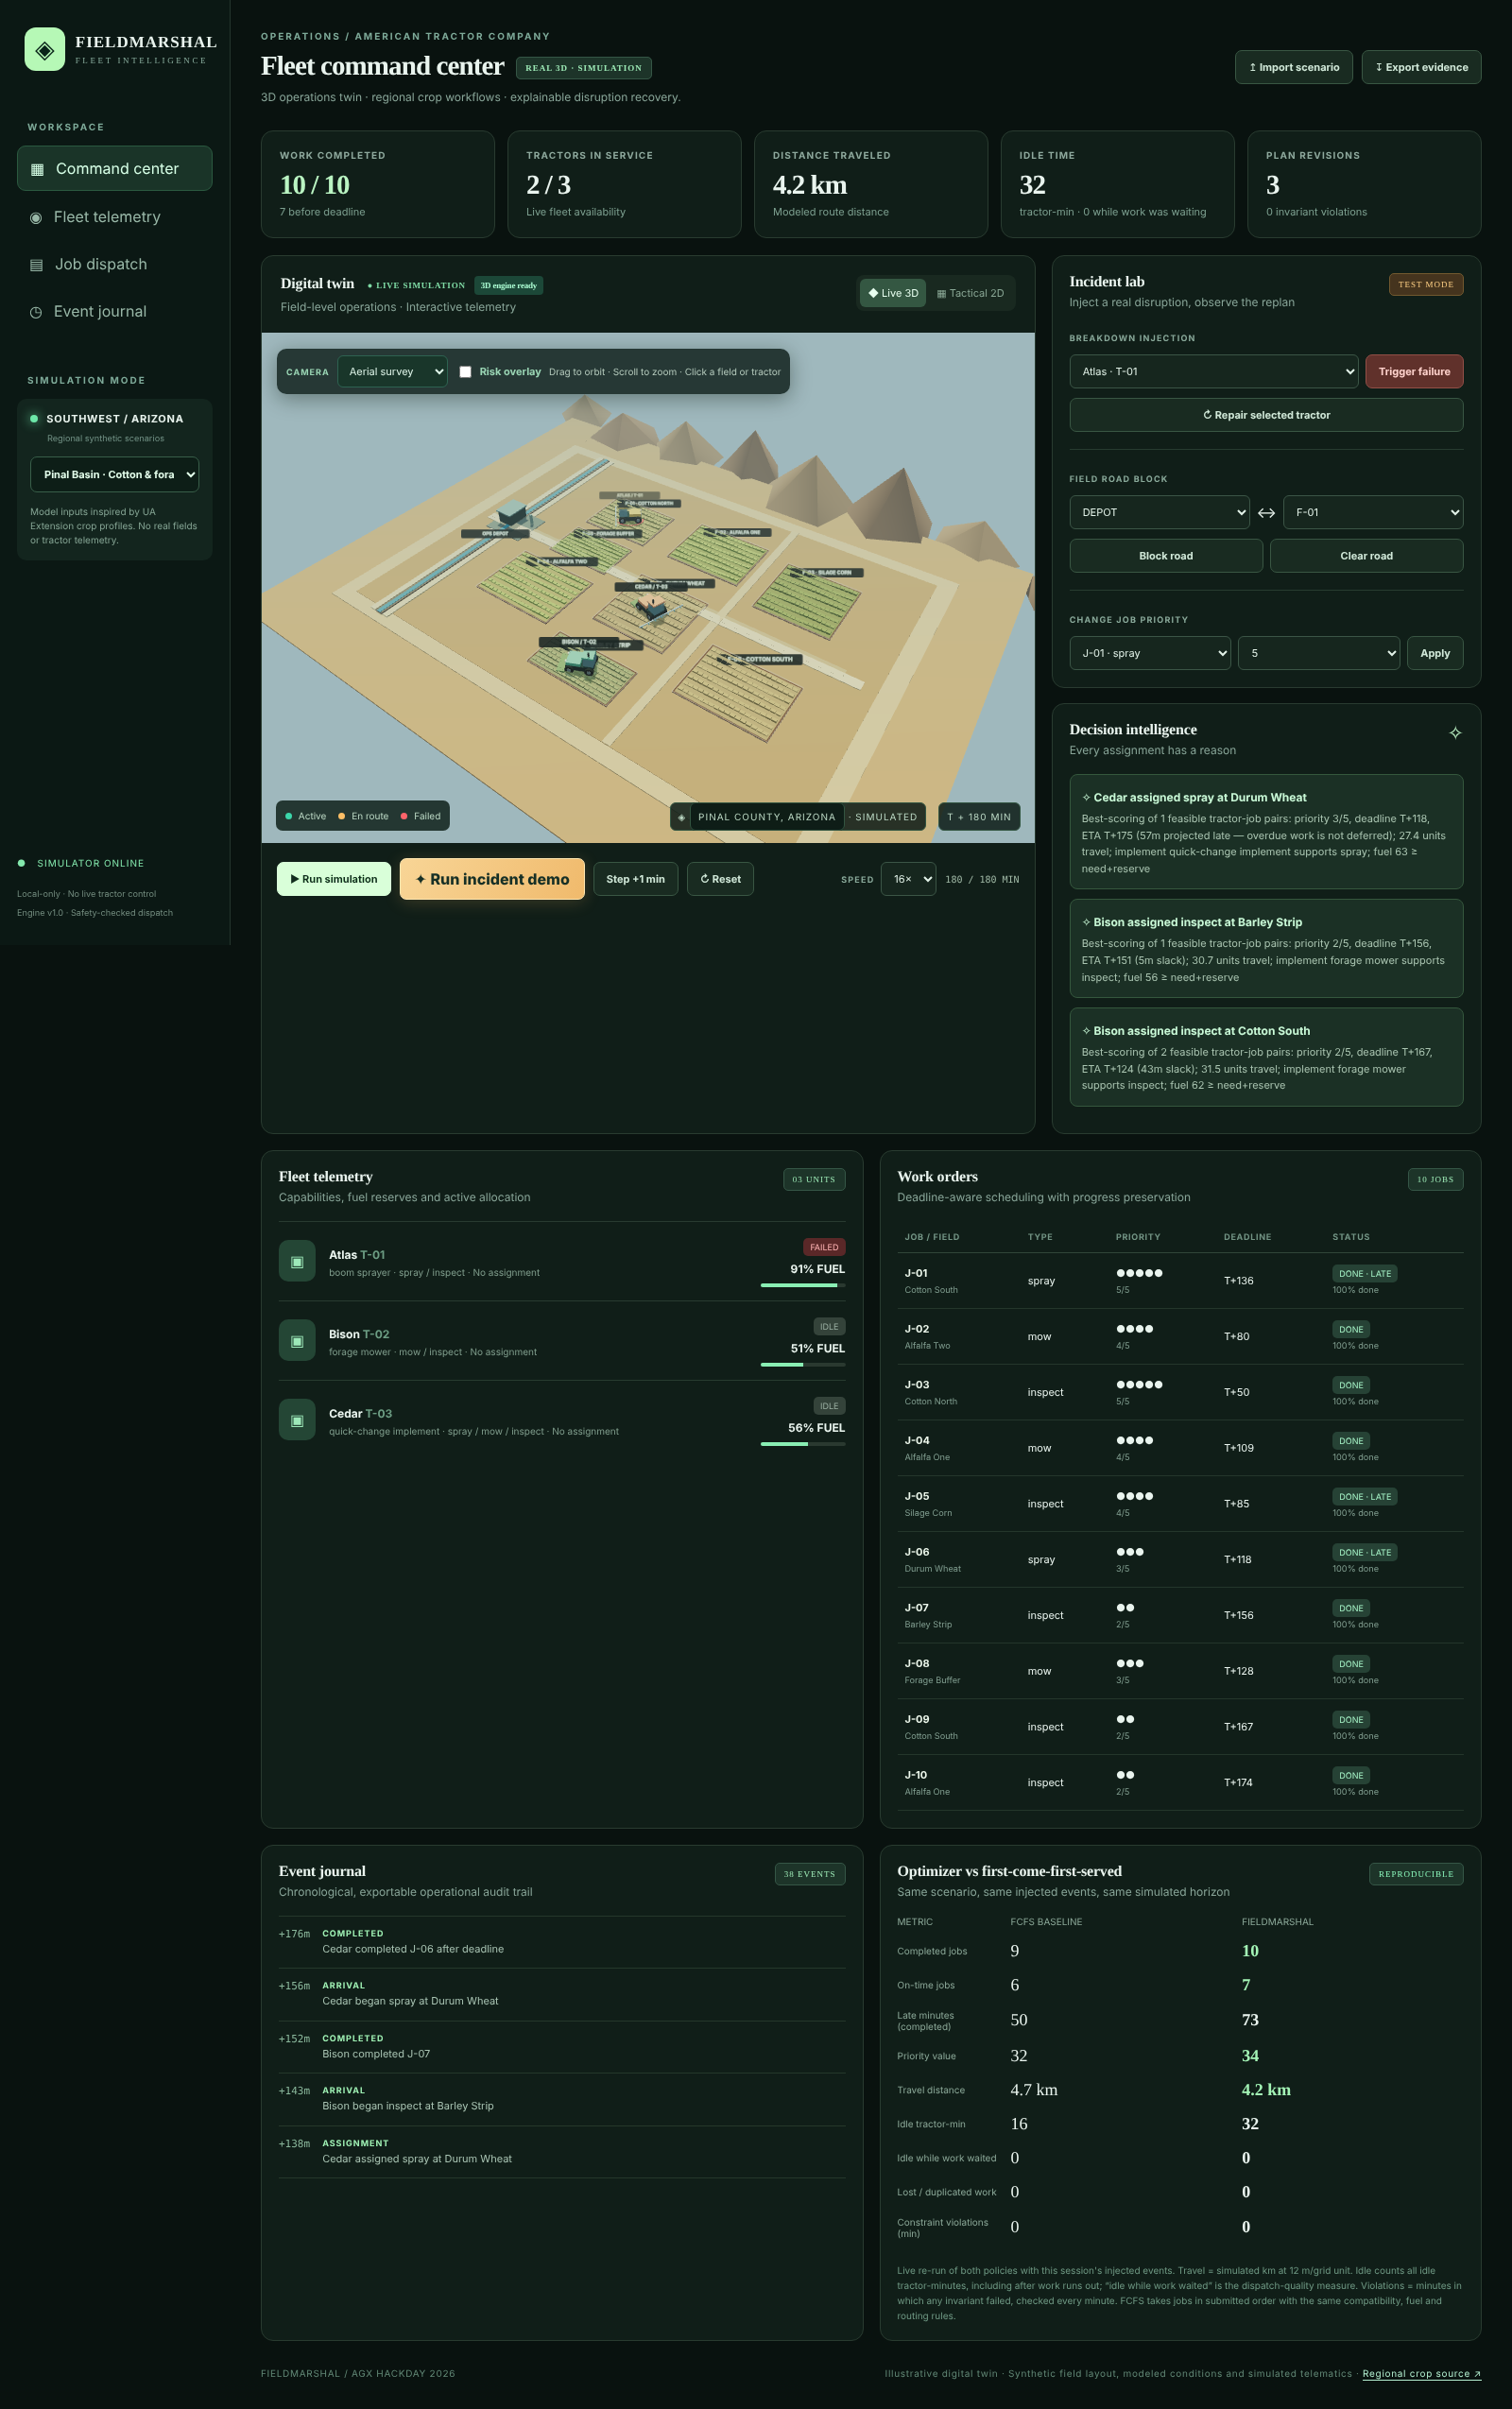 FIELDMARSHAL
FLEET INTELLIGENCE
WORKSPACE
Command center
Fleet telemetry
Job dispatch
Event journal
SIMULATION MODE
SOUTHWEST / ARIZONA
Regional synthetic scenarios
Pinal Basin · Cotton & fora
Model inputs inspired by UA
Extension crop profiles. No real fields
or tractor telemetry.
SIMULATOR ONLINE
Local-only · No live tractor control
Engine v1.0 · Safety-checked dispatch
OPERATIONS / AMERICAN TRACTOR COMPANY
Fleet command center REAL 3D · SIMULATION
3D operations twin · regional crop workflows · explainable disruption recovery.
↥ Import scenario ↧ Export evidence
WORK COMPLETED
10 / 10
7 before deadline
TRACTORS IN SERVICE
2 / 3
Live fleet availability
DISTANCE TRAVELED
4.2 km
Modeled route distance
IDLE TIME
32
tractor-min · 0 while work was waiting
PLAN REVISIONS
3
0 invariant violations
Digital twin ● LIVE SIMULATION 3D engine ready
Field-level operations · Interactive telemetry
◆ Live 3D ▦ Tactical 2D
CAMERA Aerial survey Risk overlay Drag to orbit · Scroll to zoom · Click a field or tractor
ATLAS / T-01
COTTON NORTH
OPS DEPOT
FORAGE BUFFER
ALFALFA ONE
ALFALFA TWO
SILAGE CORN
CEDAR / T-03
WHEAT
BISON / T-02
STRIP
COTTON SOUTH
Active En route Failed
◈ PINAL COUNTY, ARIZONA · SIMULATED
T + 180 MIN
▶ Run simulation ✦ Run incident demo Step +1 min ↻ Reset
SPEED 16× 180 / 180 MIN
Incident lab TEST MODE
Inject a real disruption, observe the replan
BREAKDOWN INJECTION
Atlas · T-01 Trigger failure
↻ Repair selected tractor
FIELD ROAD BLOCK
DEPOT ↔ F-01
Block road Clear road
CHANGE JOB PRIORITY
J-01 · spray 5 Apply
Decision intelligence ✧
Every assignment has a reason
✧ Cedar assigned spray at Durum Wheat
Best-scoring of 1 feasible tractor-job pairs: priority 3/5, deadline T+118,
ETA T+175 (57m projected late — overdue work is not deferred); 27.4 units
travel; implement quick-change implement supports spray; fuel 63 ≥
need+reserve
✧ Bison assigned inspect at Barley Strip
Best-scoring of 1 feasible tractor-job pairs: priority 2/5, deadline T+156,
ETA T+151 (5m slack); 30.7 units travel; implement forage mower supports
inspect; fuel 56 ≥ need+reserve
✧ Bison assigned inspect at Cotton South
Best-scoring of 2 feasible tractor-job pairs: priority 2/5, deadline T+167,
ETA T+124 (43m slack); 31.5 units travel; implement forage mower
supports inspect; fuel 62 ≥ need+reserve
Fleet telemetry 03 UNITS
Capabilities, fuel reserves and active allocation
Atlas T-01
boom sprayer · spray / inspect · No assignment
FAILED
91% FUEL
Bison T-02
forage mower · mow / inspect · No assignment
IDLE
51% FUEL
Cedar T-03
quick-change implement · spray / mow / inspect · No assignment
IDLE
56% FUEL
Work orders 10 JOBS
Deadline-aware scheduling with progress preservation
JOB / FIELD TYPE PRIORITY DEADLINE STATUS
J-01 spray ●●●●● T+136 DONE · LATE
Cotton South 5/5 100% done
J-02 mow ●●●● T+80 DONE
Alfalfa Two 4/5 100% done
J-03 inspect ●●●●● T+50 DONE
Cotton North 5/5 100% done
J-04 mow ●●●● T+109 DONE
Alfalfa One 4/5 100% done
J-05 inspect ●●●● T+85 DONE · LATE
Silage Corn 4/5 100% done
J-06 spray ●●● T+118 DONE · LATE
Durum Wheat 3/5 100% done
J-07 inspect ●● T+156 DONE
Barley Strip 2/5 100% done
J-08 mow ●●● T+128 DONE
Forage Buffer 3/5 100% done
J-09 inspect ●● T+167 DONE
Cotton South 2/5 100% done
J-10 inspect ●● T+174 DONE
Alfalfa One 2/5 100% done
Event journal 38 EVENTS
Chronological, exportable operational audit trail
+176m COMPLETED
Cedar completed J-06 after deadline
+156m ARRIVAL
Cedar began spray at Durum Wheat
+152m COMPLETED
Bison completed J-07
+143m ARRIVAL
Bison began inspect at Barley Strip
+138m ASSIGNMENT
Cedar assigned spray at Durum Wheat
Optimizer vs first-come-first-served REPRODUCIBLE
Same scenario, same injected events, same simulated horizon
METRIC FCFS BASELINE FIELDMARSHAL
Completed jobs 9 10
On-time jobs 6 7
Late minutes (completed) 50 73
Priority value 32 34
Travel distance 4.7 km 4.2 km
Idle tractor-min 16 32
Idle while work waited 0 0
Lost / duplicated work 0 0
Constraint violations (min) 0 0
Live re-run of both policies with this session's injected events. Travel = simulated km at 12 m/grid unit. Idle counts all idle
tractor-minutes, including after work runs out; "idle while work waited" is the dispatch-quality measure. Violations = minutes in
which any invariant failed, checked every minute. FCFS takes jobs in submitted order with the same compatibility, fuel and
routing rules.
FIELDMARSHAL / AGX HACKDAY 2026
Illustrative digital twin · Synthetic field layout, modeled conditions and simulated telematics · Regional crop source ↗